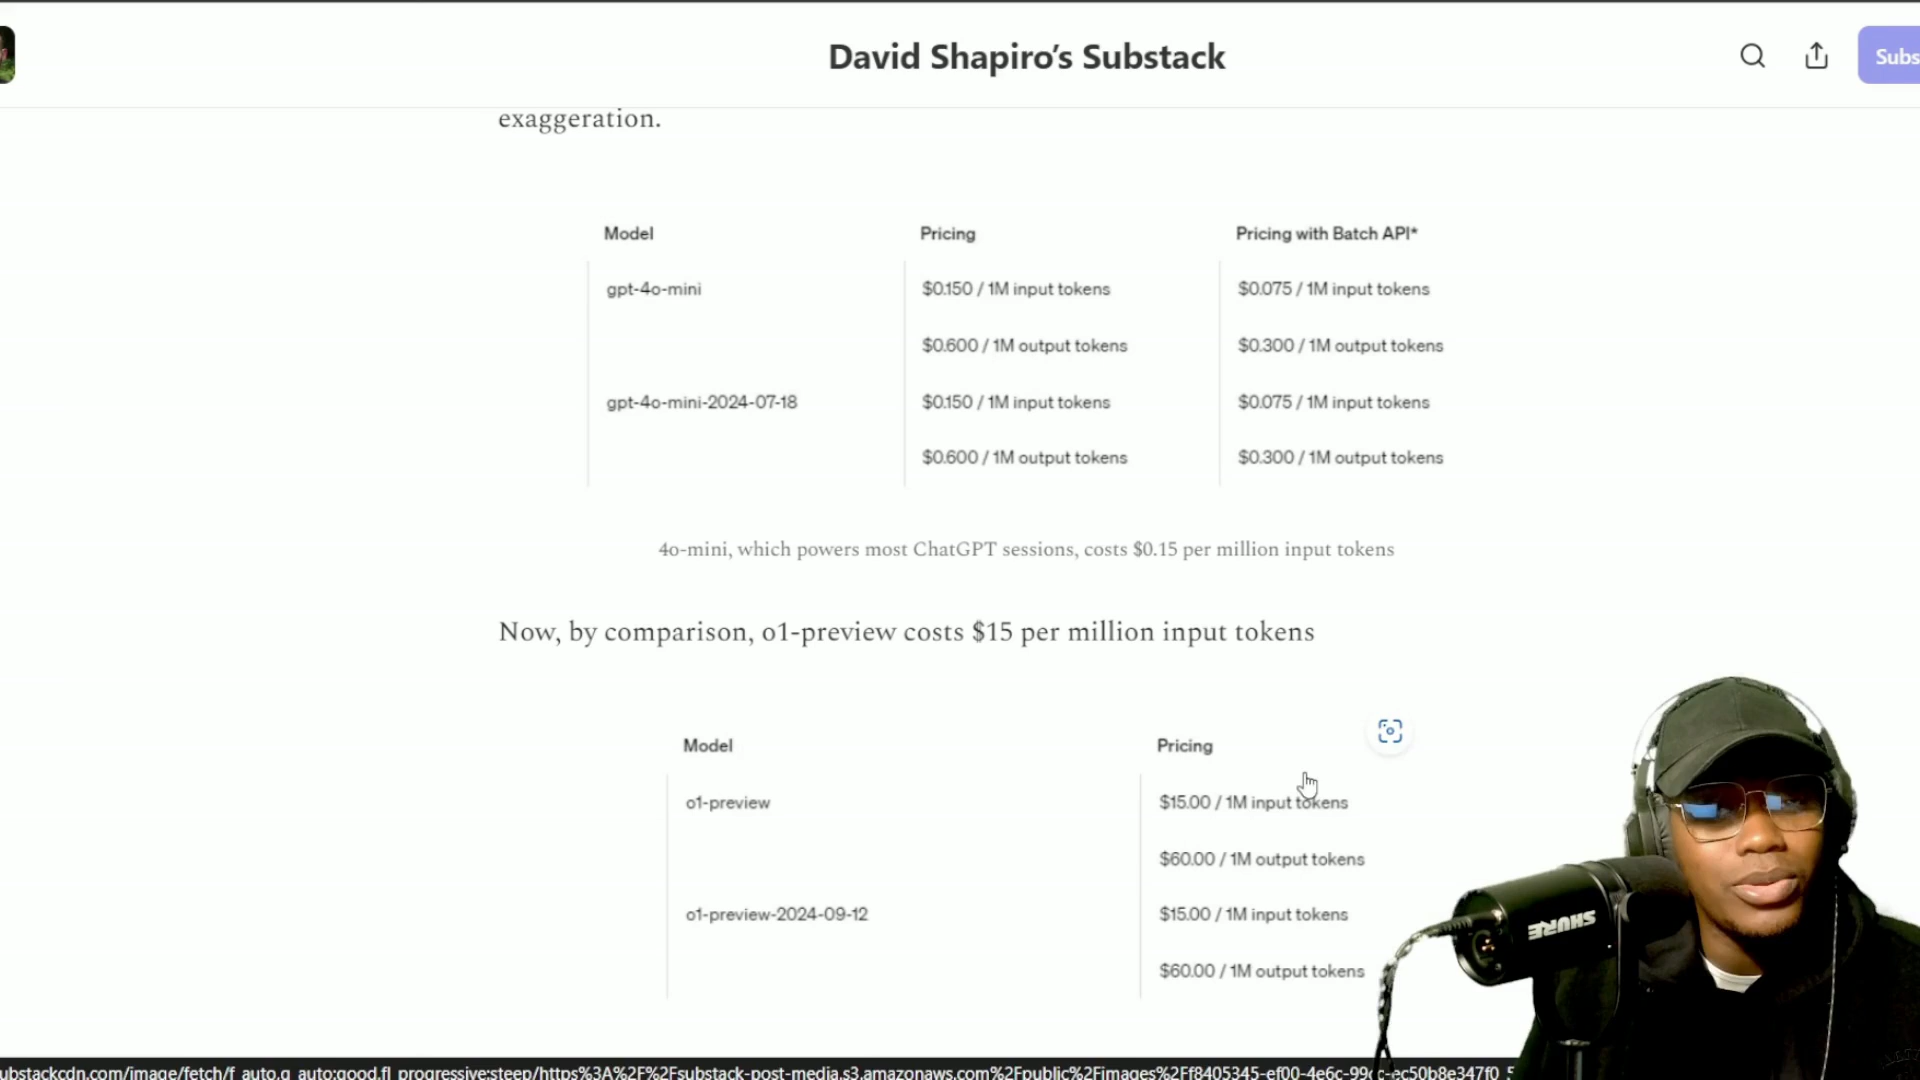 David Shapiro's Substack
Subs
exaggeration.
Model Pricing Pricing with Batch API*
gpt-4o-mini $0.150 / 1M input tokens $0.075 / 1M input tokens
$0.600 / 1M output tokens $0.300 / 1M output tokens
gpt-4o-mini-2024-07-18 $0.150 / 1M input tokens $0.075 / 1M input tokens
$0.600 / 1M output tokens $0.300 / 1M output tokens
4o-mini, which powers most ChatGPT sessions, costs $0.15 per million input tokens
Now, by comparison, o1-preview costs $15 per million input tokens
Model Pricing
o1-preview $15.00 / 1M input tokens
$60.00 / 1M output tokens
o1-preview-2024-09-12 $15.00 / 1M input tokens
$60.00 / 1M output tokens
SHURE